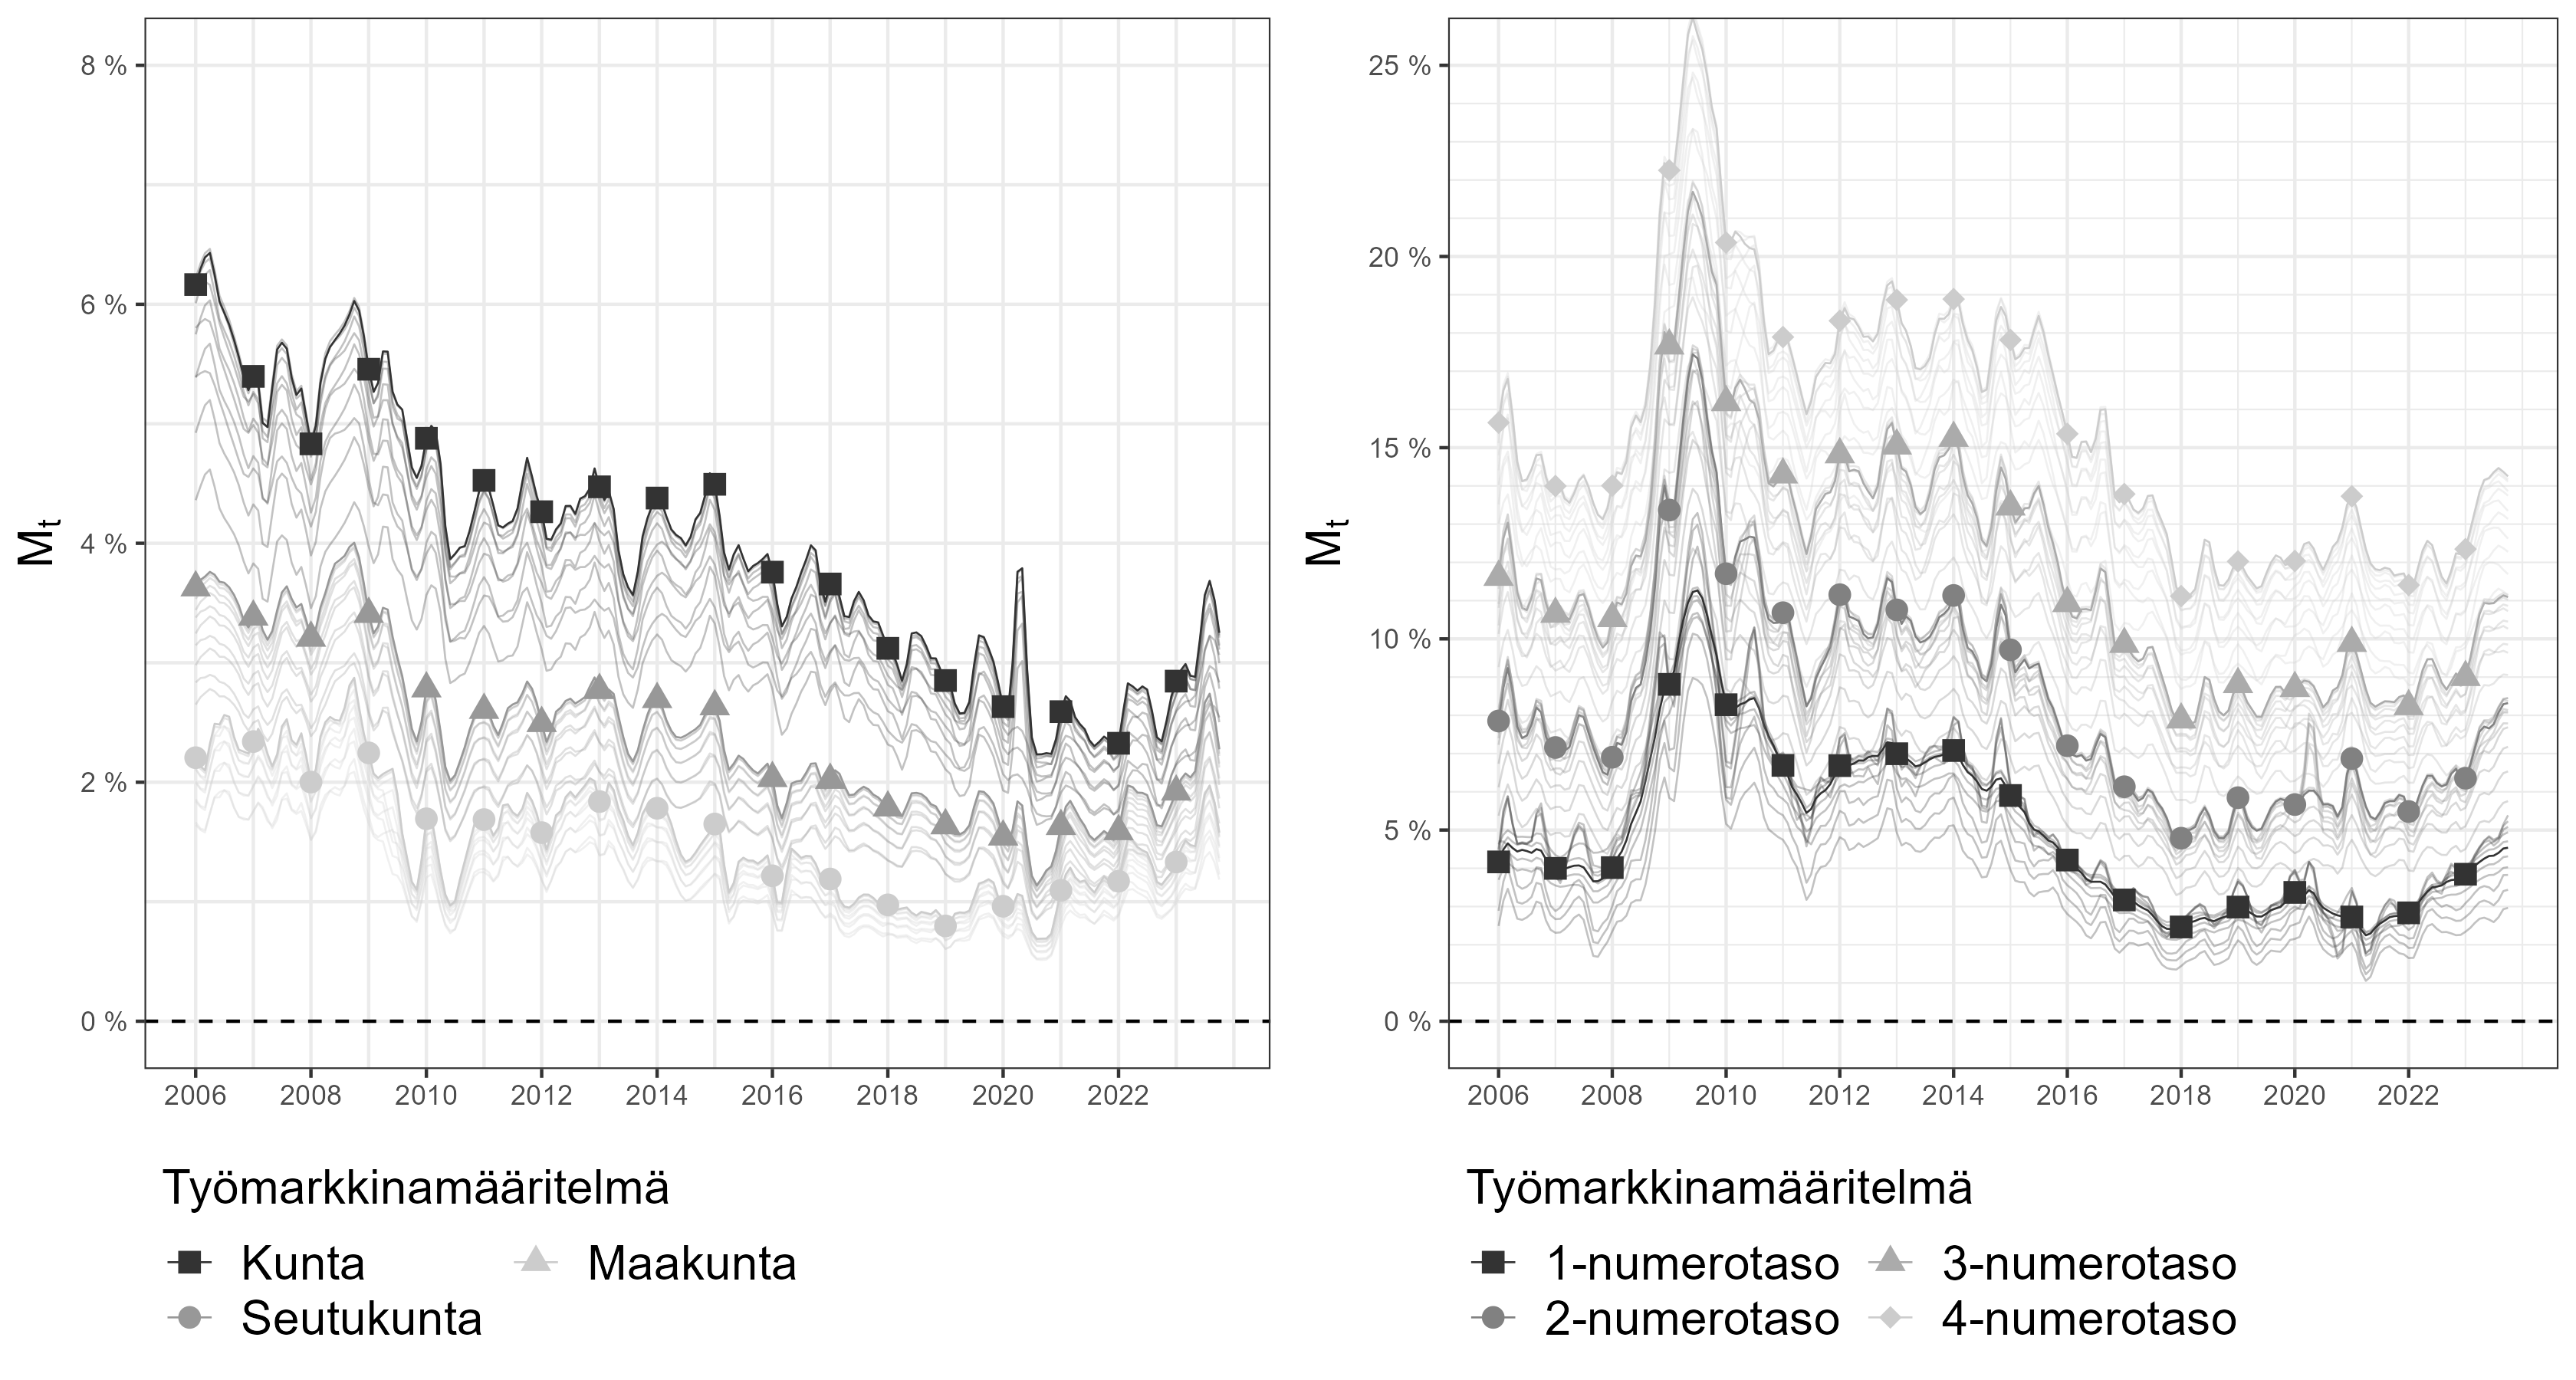 8 %
6 %
4 %
2 %
0 %
Mt
2006 2008 2010 2012 2014 2016 2018 2020 2022
Työmarkkinamääritelmä
Kunta Maakunta
Seutukunta
25 %
20 %
15 %
10 %
5 %
0 %
Mt
2006 2008 2010 2012 2014 2016 2018 2020 2022
Työmarkkinamääritelmä
1-numerotaso 3-numerotaso
2-numerotaso 4-numerotaso